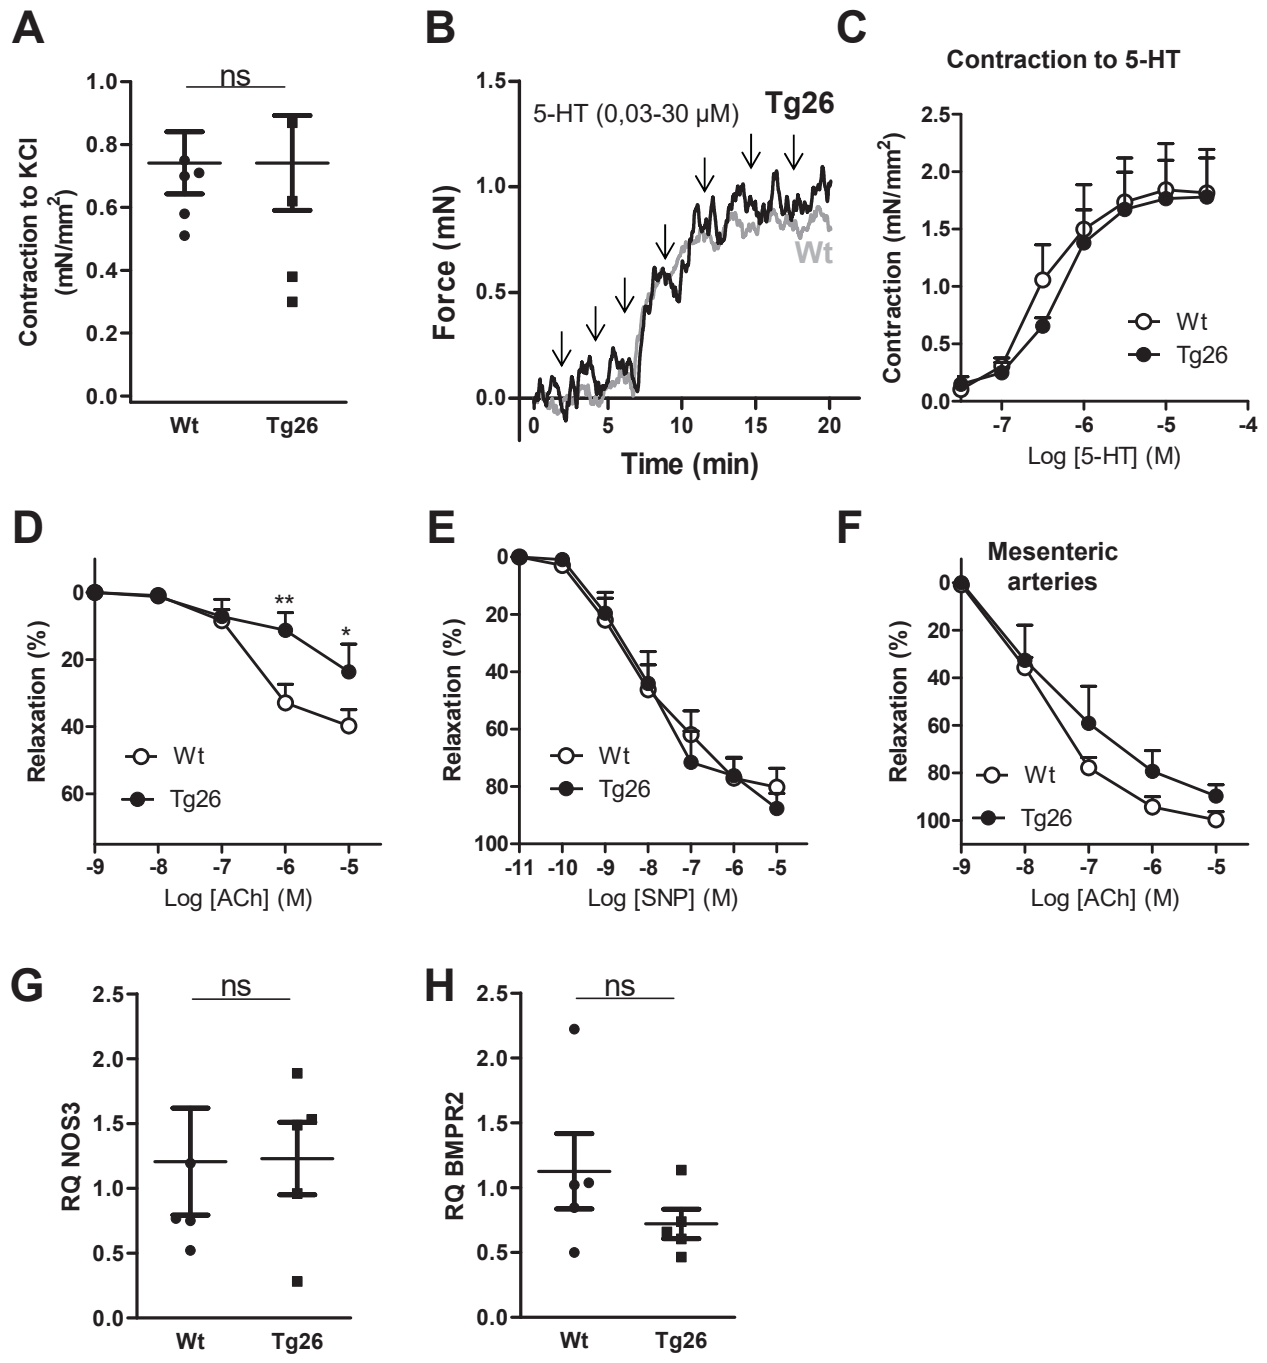 A
ns
1.0
0.8
0.6
0.4
0.2
0.0
Contraction to KCl
(mN/mm2)
Wt Tg26
B
1.5
1.0
0.5
0.0
Force (mN)
5-HT (0,03-30 µM)
Tg26
Wt
0 5 10 15 20
Time (min)
C
Contraction to 5-HT
2.5
2.0
1.5
1.0
0.5
0.0
Contraction (mN/mm2)
Wt
Tg26
-7 -6 -5 -4
Log [5-HT] (M)
D
0
20
40
60
Relaxation (%)
**
*
Wt
Tg26
-9 -8 -7 -6 -5
Log [ACh] (M)
E
0
20
40
60
80
100
Relaxation (%)
Wt
Tg26
-11 -10 -9 -8 -7 -6 -5
Log [SNP] (M)
F
Mesenteric
arteries
0
20
40
60
80
100
Relaxation (%)
Wt
Tg26
-9 -8 -7 -6 -5
Log [ACh] (M)
G
ns
2.5
2.0
1.5
1.0
0.5
0.0
RQ NOS3
Wt Tg26
H
ns
2.5
2.0
1.5
1.0
0.5
0.0
RQ BMPR2
Wt Tg26